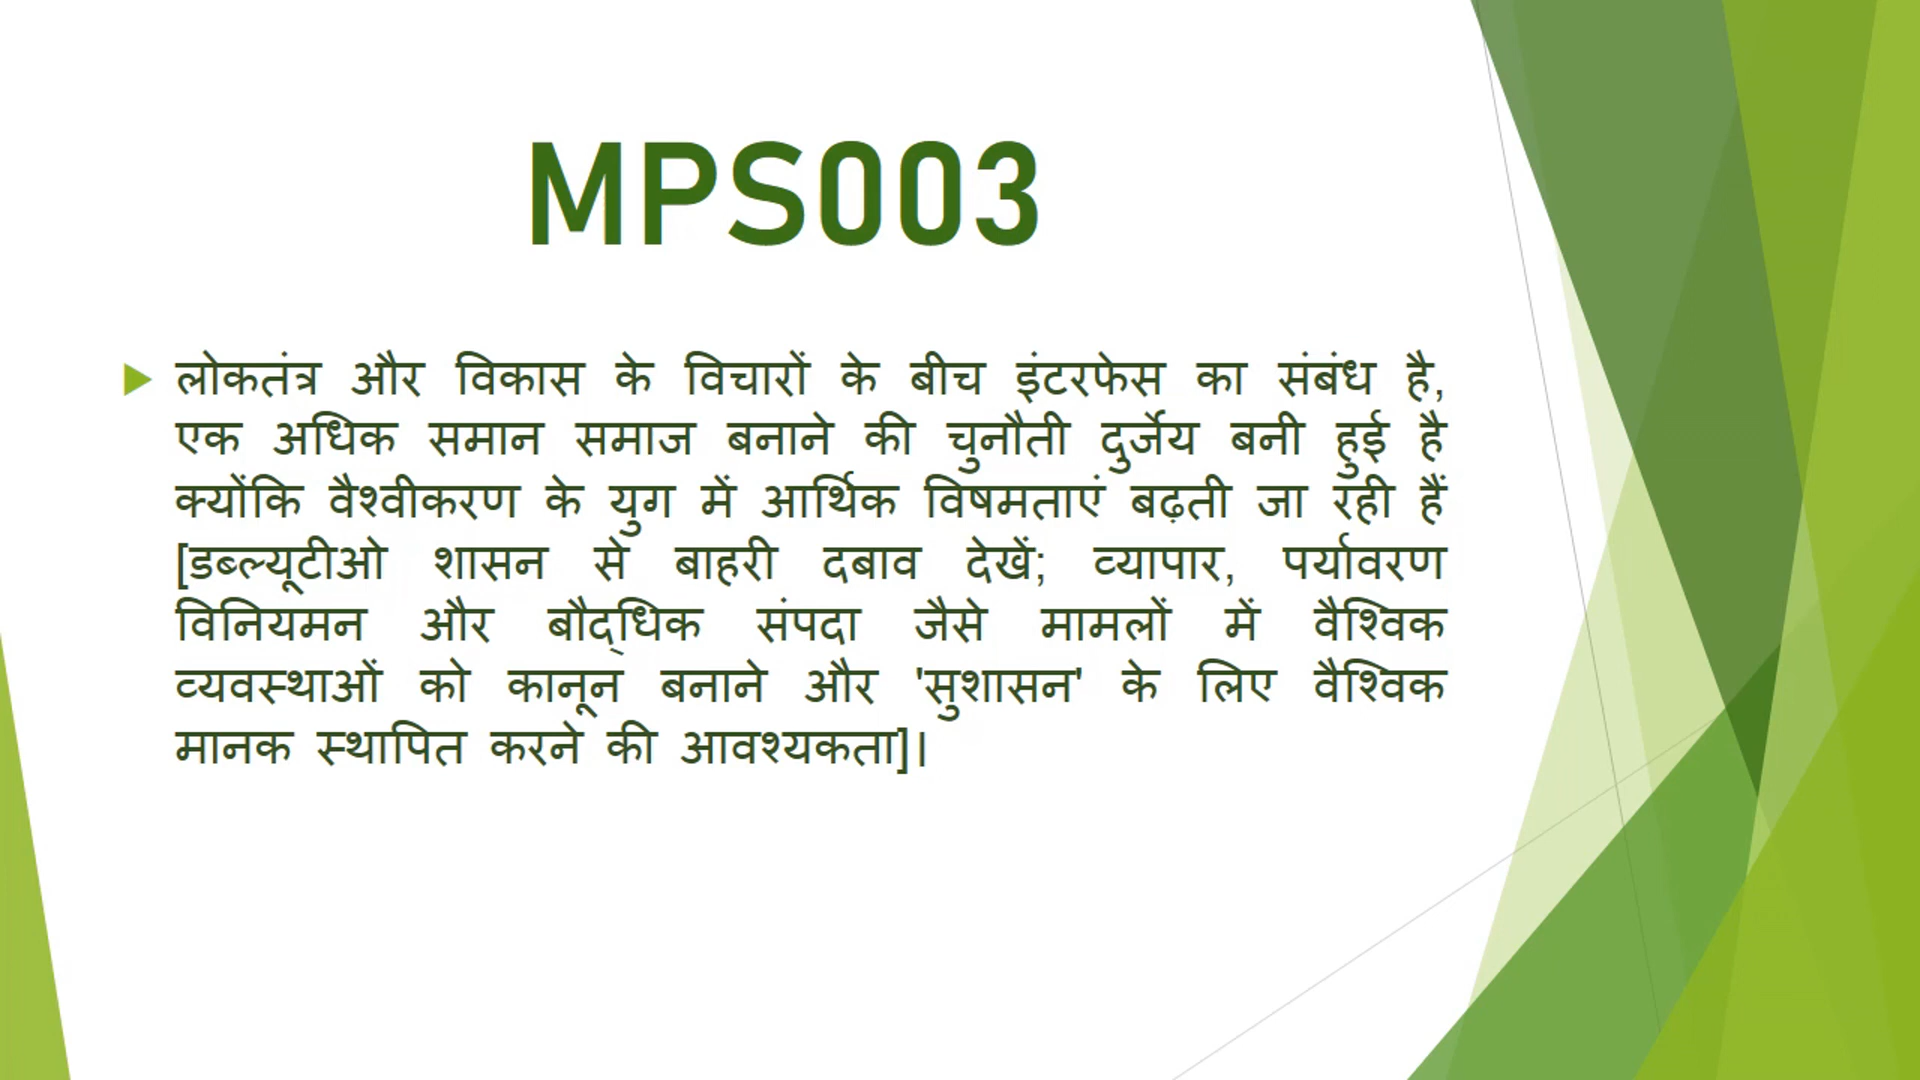 MPS003
लोकतंत्र और विकास के विचारों के बीच इंटरफेस का संबंध है,
एक अधिक समान समाज बनाने की चुनौती दुर्जेय बनी हुई है
क्योंकि वैश्वीकरण के युग में आर्थिक विषमताएं बढ़ती जा रही हैं
[डब्ल्यूटीओ शासन से बाहरी दबाव देखें; व्यापार, पर्यावरण
विनियमन और बौद्धिक संपदा जैसे मामलों में वैश्विक
व्यवस्थाओं को कानून बनाने और 'सुशासन' के लिए वैश्विक
मानक स्थापित करने की आवश्यकता]।